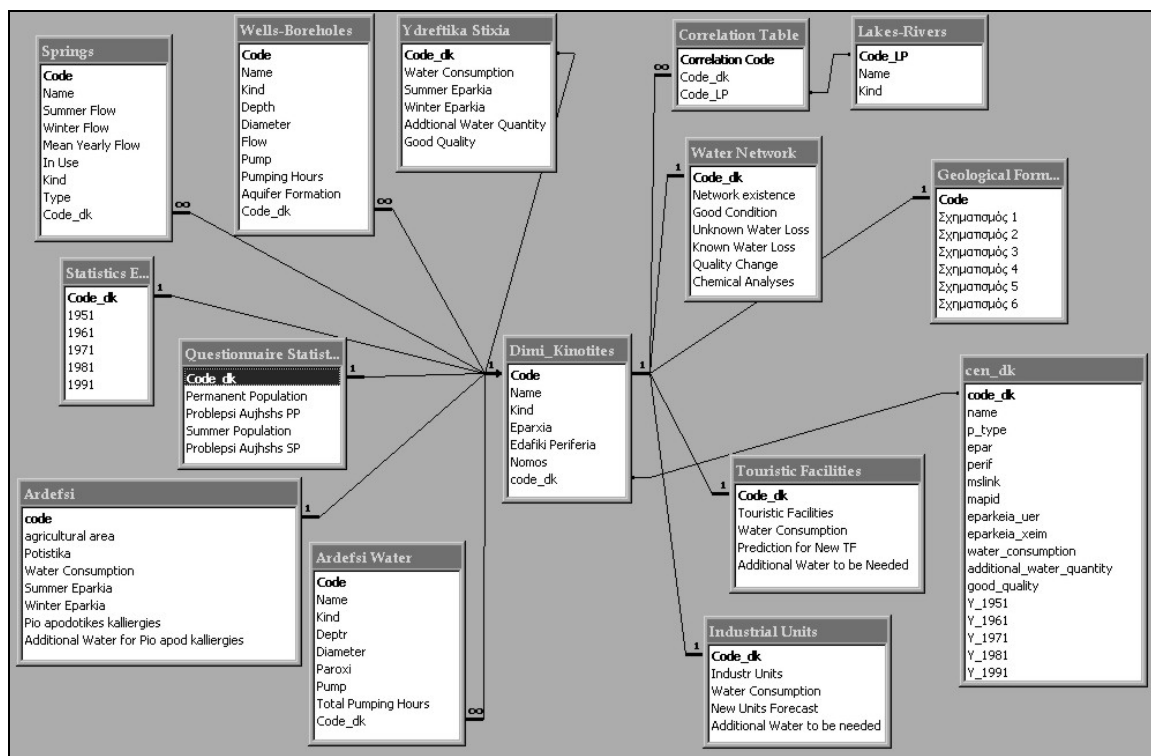 Springs
Code
Name
Summer Flow
Winter Flow
Mean Yearly Flow
In Use
Kind
Type
Code_dk
∞
Wells-Boreholes
Code
Name
Kind
Depth
Diameter
Flow
Pump
Pumping Hours
Aquifer Formation
Code_dk
∞
Ydreftika Stixia
Code_dk
Water Consumption
Summer Eparkia
Winter Eparkia
Addtional Water Quantity
Good Quality
Correlation Table
Correlation Code
Code_dk
Code_LP
∞
Lakes-Rivers
Code_LP
Name
Kind
Water Network
Code_dk
Network existence
Good Condition
Unknown Water Loss
Known Water Loss
Quality Change
Chemical Analyses
1
Geological Form...
Code
Σχηματισμός 1
Σχηματισμός 2
Σχηματισμός 3
Σχηματισμός 4
Σχηματισμός 5
Σχηματισμός 6
1
Statistics E...
Code_dk
1951
1961
1971
1981
1991
1
Questionnaire Statist...
Code_dk
Permanent Population
Problepsi Aujhshs PP
Summer Population
Problepsi Aujhshs SP
1
Dimi_Kinotites
Code
Name
Kind
Eparxia
Edafiki Periferia
Nomos
code_dk
1
1
cen_dk
code_dk
name
p_type
epar
perif
mslink
mapid
eparkeia_uer
eparkeia_xeim
water_consumption
additional_water_quantity
good_quality
Y_1951
Y_1961
Y_1971
Y_1981
Y_1991
Ardefsi
code
agricultural area
Potistika
Water Consumption
Summer Eparkia
Winter Eparkia
Pio apodotikes kalliergies
Additional Water for Pio apod kalliergies
1
Ardefsi Water
Code
Name
Kind
Deptr
Diameter
Paroxi
Pump
Total Pumping Hours
Code_dk
∞
Touristic Facilities
Code_dk
Touristic Facilities
Water Consumption
Prediction for New TF
Additional Water to be Needed
1
Industrial Units
Code_dk
Industr Units
Water Consumption
New Units Forecast
Additional Water to be needed
1